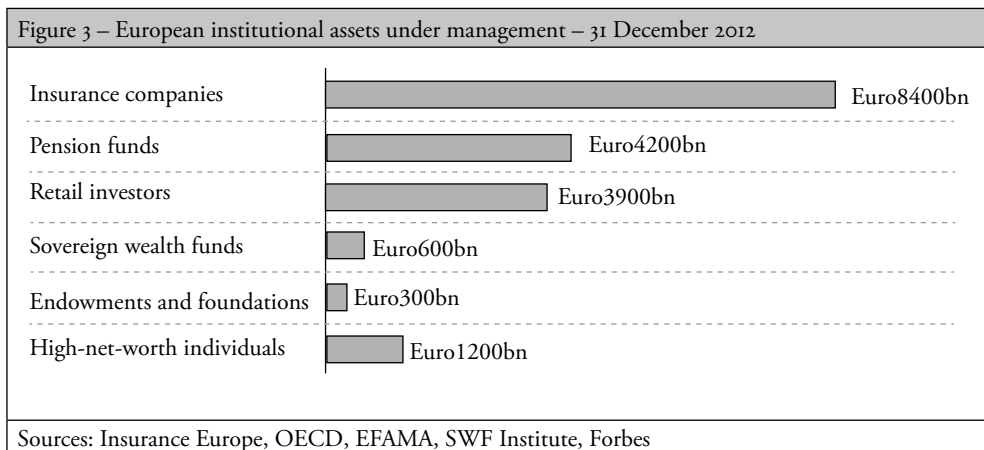 Figure 3 – European institutional assets under management – 31 December 2012
Insurance companies Euro8400bn
Pension funds Euro4200bn
Retail investors Euro3900bn
Sovereign wealth funds Euro600bn
Endowments and foundations Euro300bn
High-net-worth individuals Euro1200bn
Sources: Insurance Europe, OECD, EFAMA, SWF Institute, Forbes